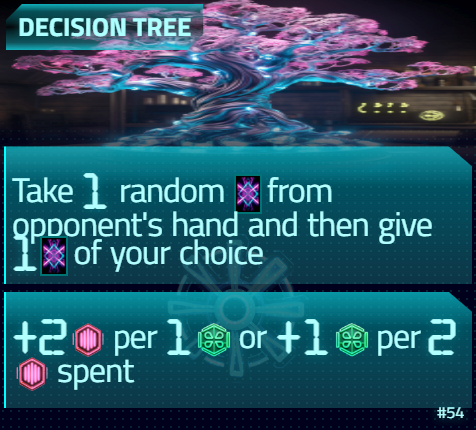 DECISION TREE
Take 1 random from
opponent's hand and then give
1 of your choice
+2 per 1 or +1 per 2
spent
#54